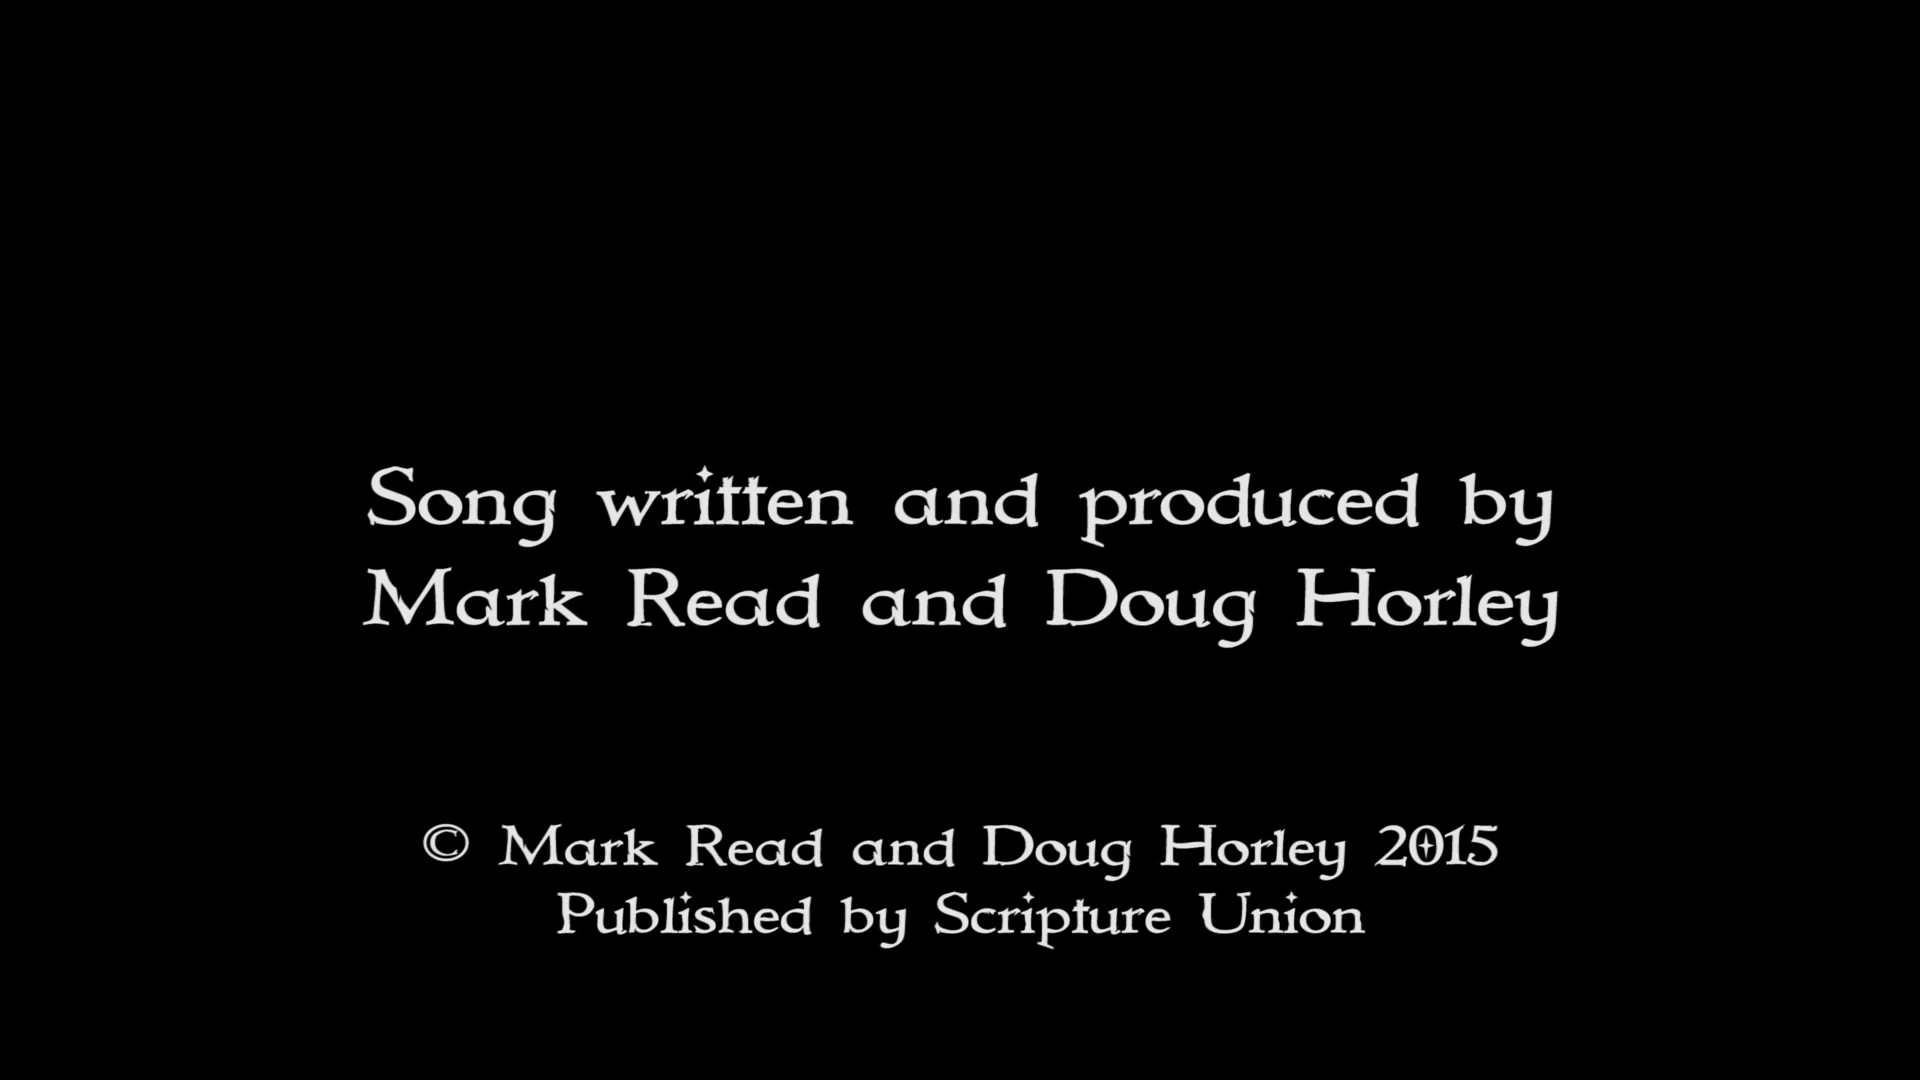 Song written and produced by
Mark Read and Doug Horley
© Mark Read and Doug Horley 2015
Published by Scripture Union